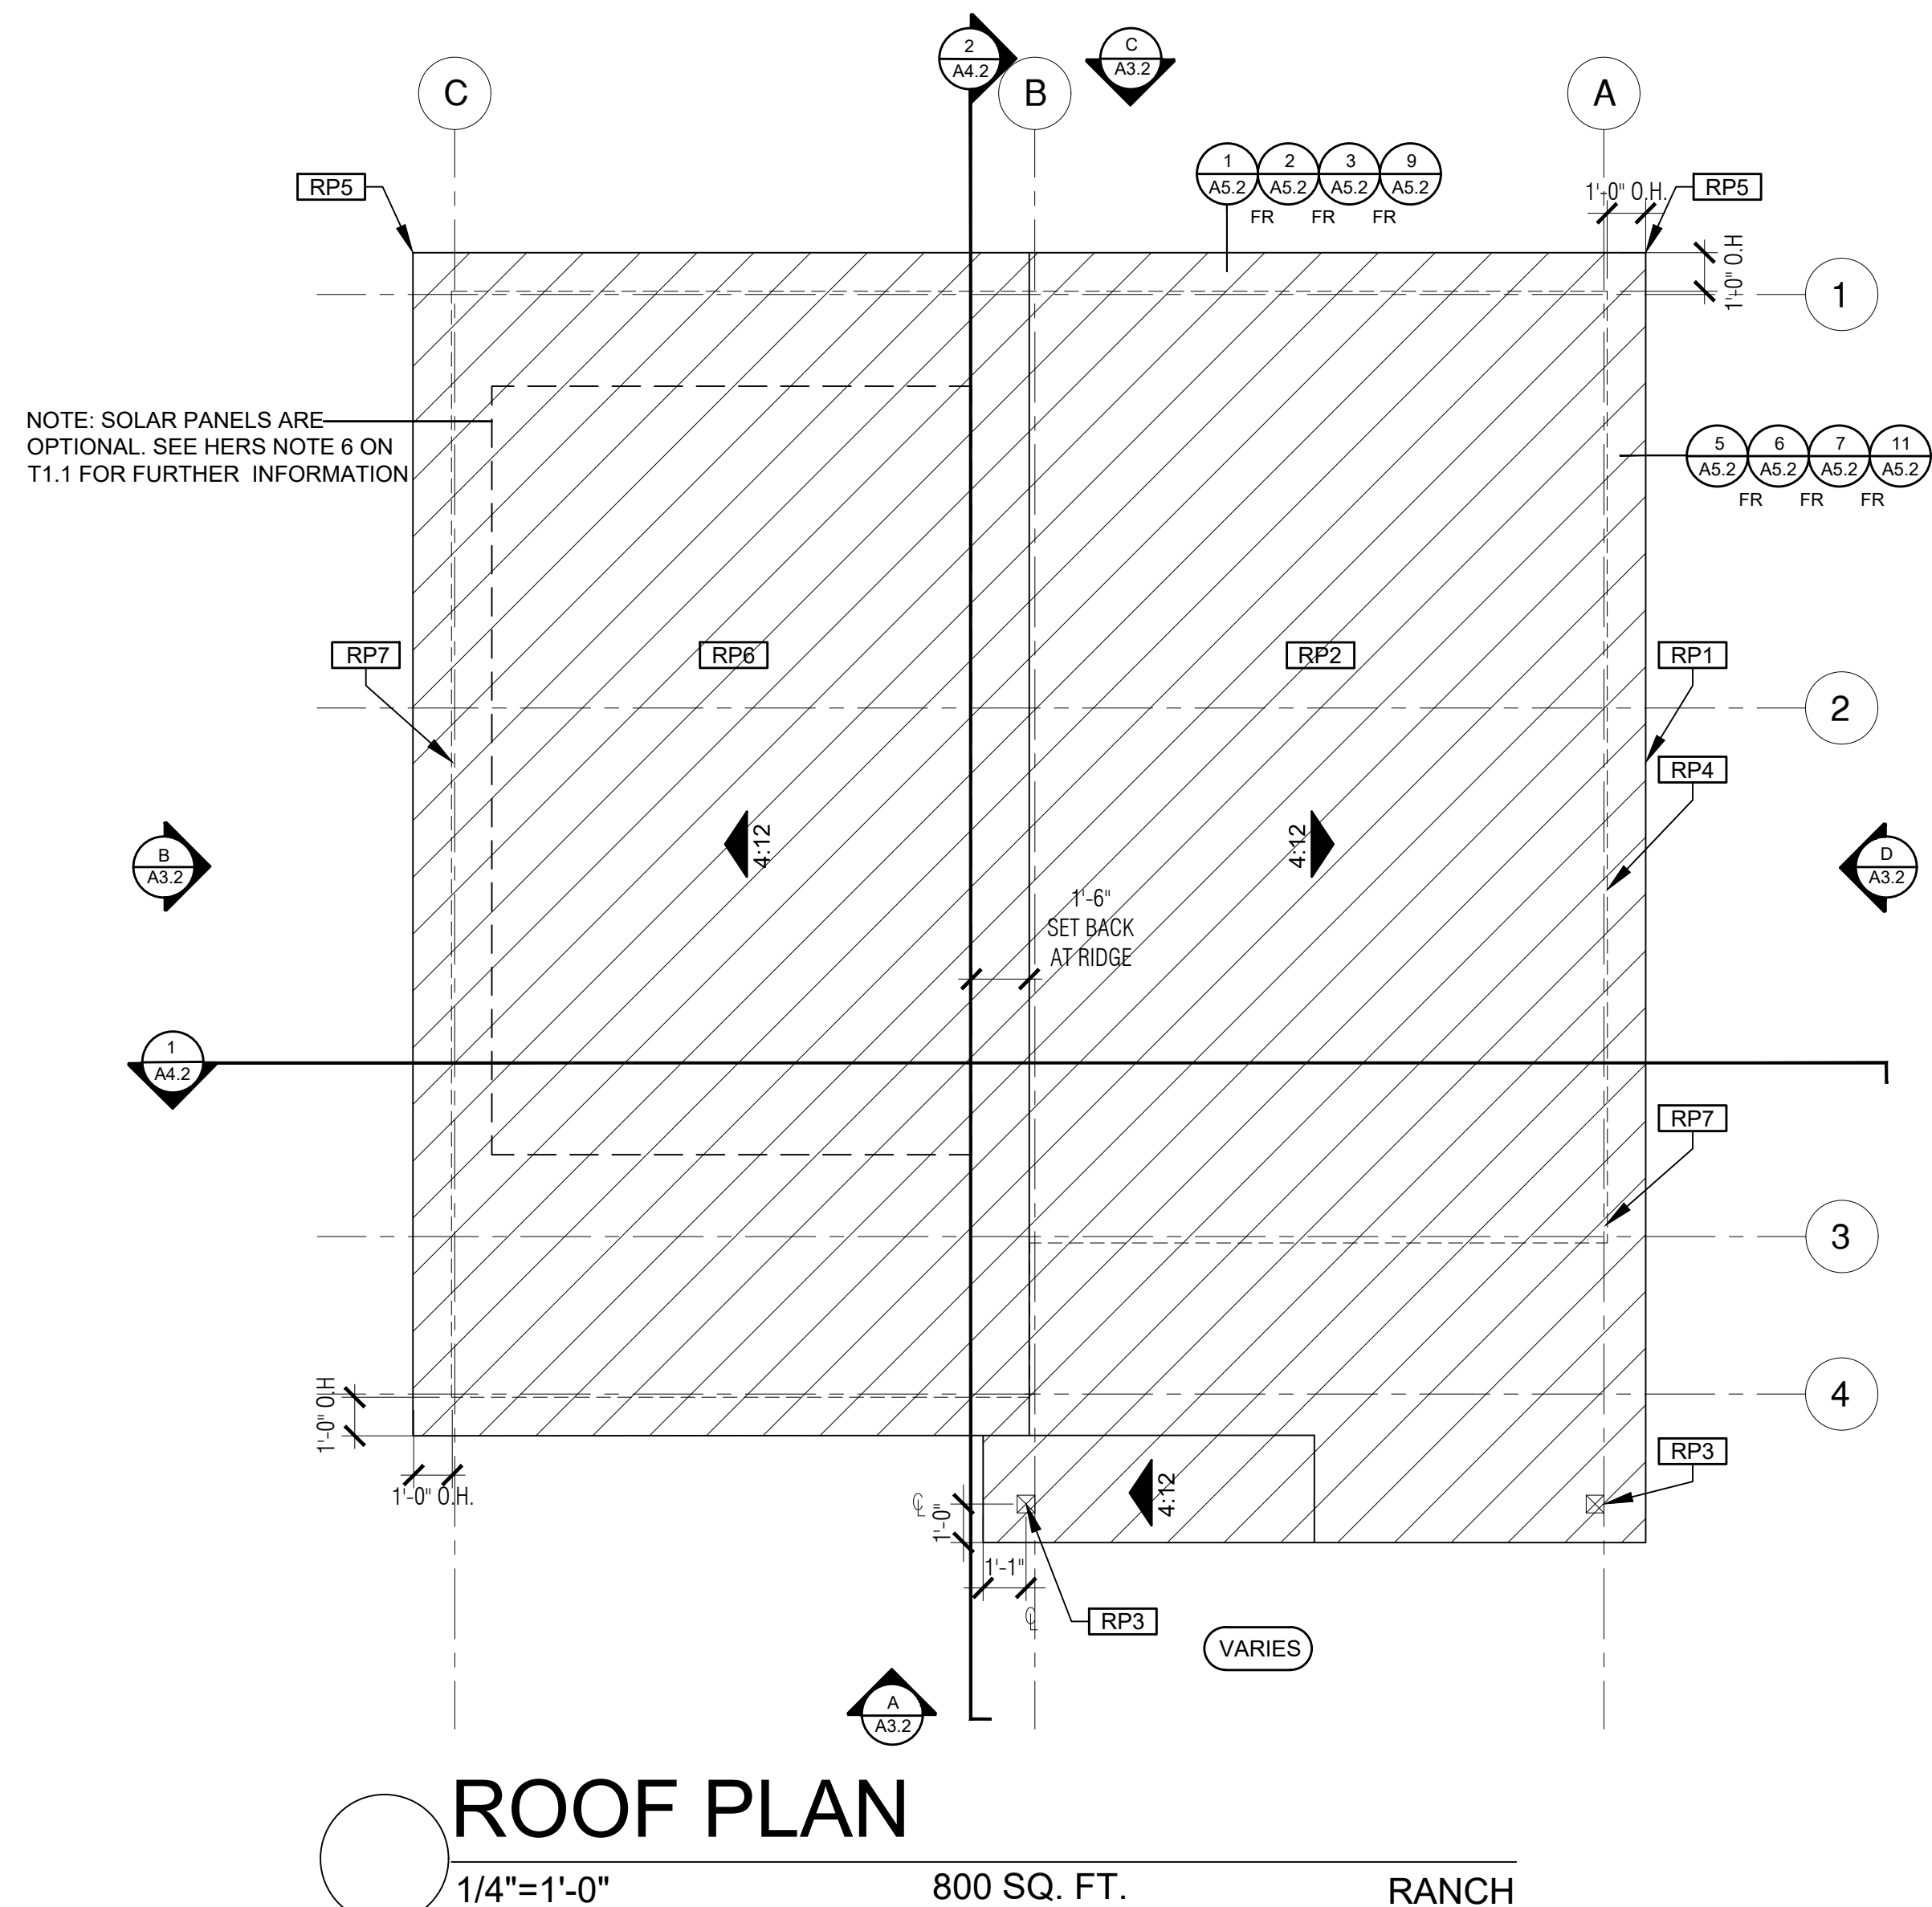 2
A4.2
C
A3.2
C
B
A
1
A5.2
2
A5.2
3
A5.2
9
A5.2
FR
FR
FR
RP5
1'-0" O.H.
RP5
1'-0" O.H
1
NOTE: SOLAR PANELS ARE
OPTIONAL. SEE HERS NOTE 6 ON
T1.1 FOR FURTHER INFORMATION
5
A5.2
6
A5.2
7
A5.2
11
A5.2
FR
FR
FR
RP7
RP6
RP2
RP1
2
RP4
4:12
4:12
B
A3.2
D
A3.2
1'-6"
SET BACK
AT RIDGE
1
A4.2
RP7
3
1'-0" O.H
4
1'-0" O.H.
RP3
℄
1'-0"
4:12
1'-1"
℄
RP3
VARIES
A
A3.2
ROOF PLAN
1/4"=1'-0"
800 SQ. FT.
RANCH